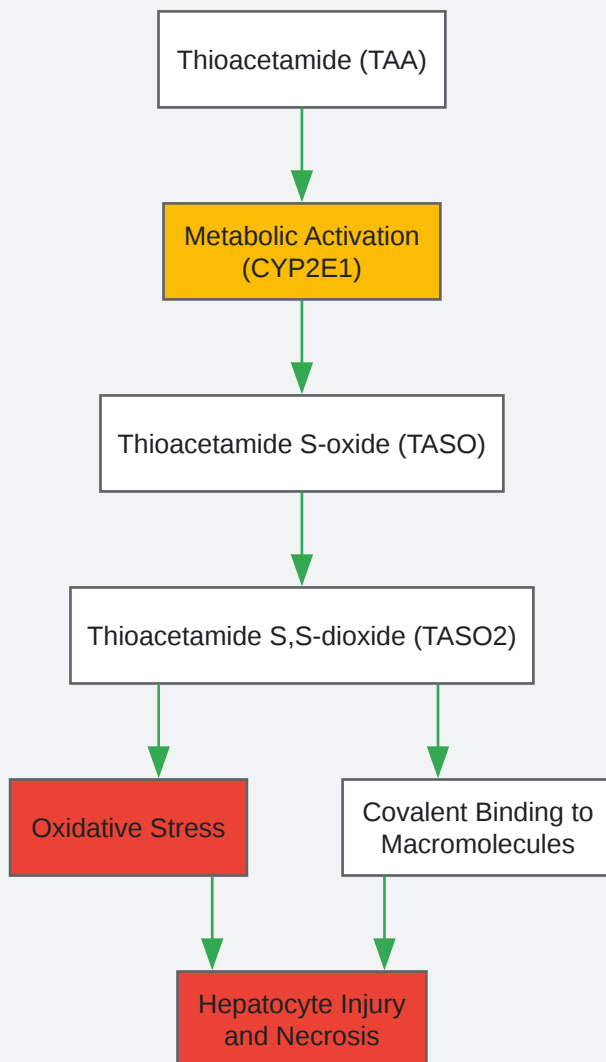 Thioacetamide (TAA)
Metabolic Activation
(CYP2E1)
Thioacetamide S-oxide (TASO)
Thioacetamide S,S-dioxide (TASO2)
Oxidative Stress
Covalent Binding to
Macromolecules
Hepatocyte Injury
and Necrosis